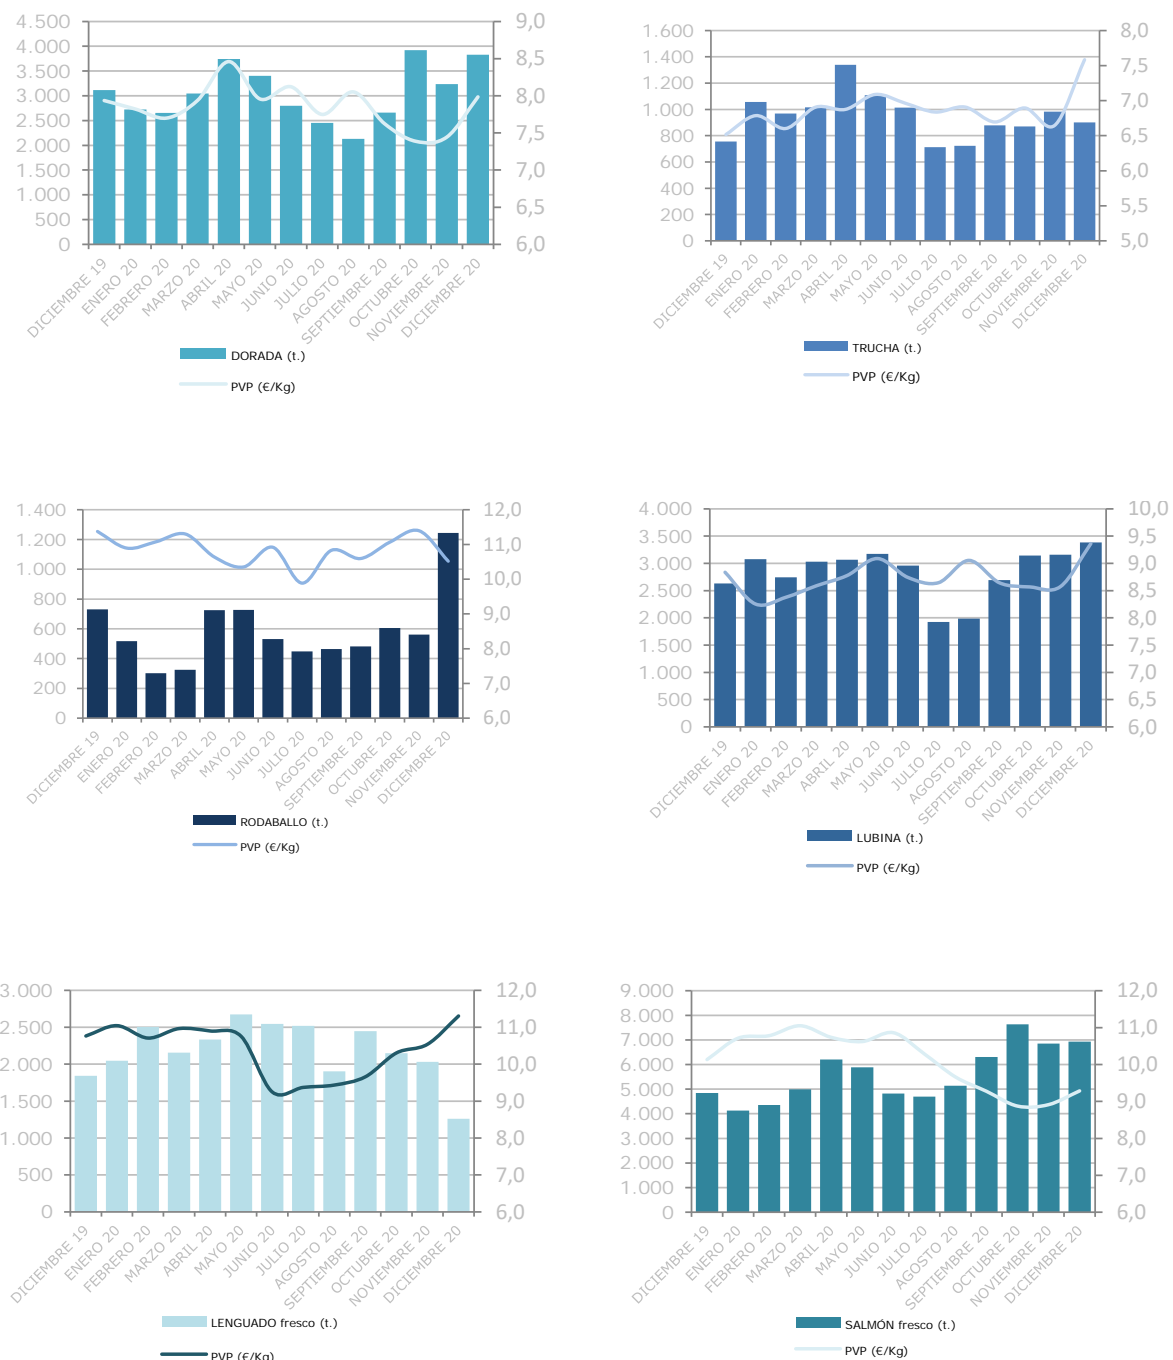 4.500
4.000
3.500
3.000
2.500
2.000
1.500
1.000
500
0
9,0
8,5
8,0
7,5
7,0
6,5
6,0
DICIEMBRE 19
ENERO 20
FEBRERO 20
MARZO 20
ABRIL 20
MAYO 20
JUNIO 20
JULIO 20
AGOSTO 20
SEPTIEMBRE 20
OCTUBRE 20
NOVIEMBRE 20
DICIEMBRE 20
DORADA (t.)
PVP (€/Kg)
1.600
1.400
1.200
1.000
800
600
400
200
0
8,0
7,5
7,0
6,5
6,0
5,5
5,0
DICIEMBRE 19
ENERO 20
FEBRERO 20
MARZO 20
ABRIL 20
MAYO 20
JUNIO 20
JULIO 20
AGOSTO 20
SEPTIEMBRE 20
OCTUBRE 20
NOVIEMBRE 20
DICIEMBRE 20
TRUCHA (t.)
PVP (€/Kg)
1.400
1.200
1.000
800
600
400
200
0
12,0
11,0
10,0
9,0
8,0
7,0
6,0
DICIEMBRE 19
ENERO 20
FEBRERO 20
MARZO 20
ABRIL 20
MAYO 20
JUNIO 20
JULIO 20
AGOSTO 20
SEPTIEMBRE 20
OCTUBRE 20
NOVIEMBRE 20
DICIEMBRE 20
RODABALLO (t.)
PVP (€/Kg)
4.000
3.500
3.000
2.500
2.000
1.500
1.000
500
0
10,0
9,5
9,0
8,5
8,0
7,5
7,0
6,5
6,0
DICIEMBRE 19
ENERO 20
FEBRERO 20
MARZO 20
ABRIL 20
MAYO 20
JUNIO 20
JULIO 20
AGOSTO 20
SEPTIEMBRE 20
OCTUBRE 20
NOVIEMBRE 20
DICIEMBRE 20
LUBINA (t.)
PVP (€/Kg)
3.000
2.500
2.000
1.500
1.000
500
0
12,0
11,0
10,0
9,0
8,0
7,0
6,0
DICIEMBRE 19
ENERO 20
FEBRERO 20
MARZO 20
ABRIL 20
MAYO 20
JUNIO 20
JULIO 20
AGOSTO 20
SEPTIEMBRE 20
OCTUBRE 20
NOVIEMBRE 20
DICIEMBRE 20
LENGUADO fresco (t.)
PVP (€/Kg)
9.000
8.000
7.000
6.000
5.000
4.000
3.000
2.000
1.000
0
12,0
11,0
10,0
9,0
8,0
7,0
6,0
DICIEMBRE 19
ENERO 20
FEBRERO 20
MARZO 20
ABRIL 20
MAYO 20
JUNIO 20
JULIO 20
AGOSTO 20
SEPTIEMBRE 20
OCTUBRE 20
NOVIEMBRE 20
DICIEMBRE 20
SALMÓN fresco (t.)
PVP (€/Kg)